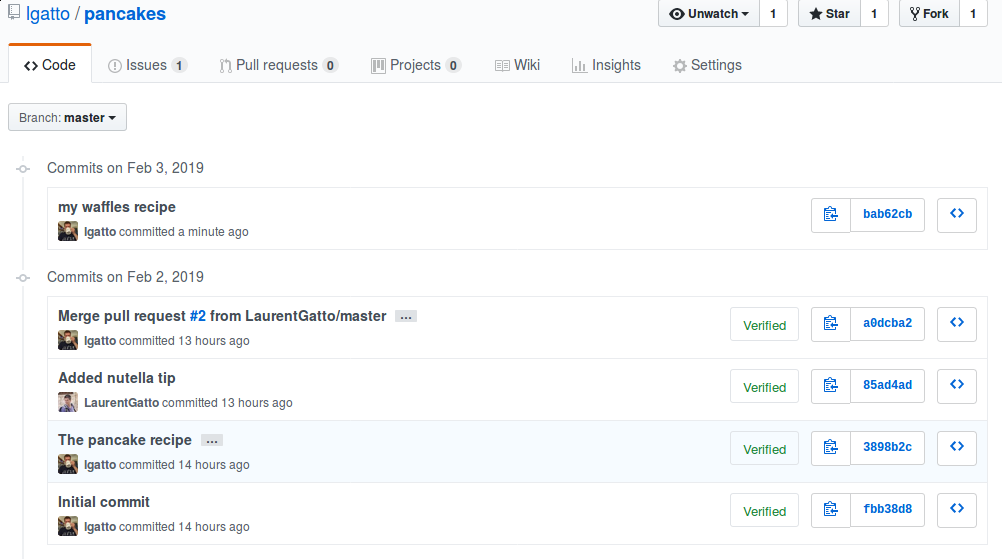 lgatto / pancakes
Unwatch 1 Star 1 Fork 1
Code Issues 1 Pull requests 0 Projects 0 Wiki Insights Settings
Branch: master
Commits on Feb 3, 2019
my waffles recipe
lgatto committed a minute ago
bab62cb
Commits on Feb 2, 2019
Merge pull request #2 from LaurentGatto/master …
lgatto committed 13 hours ago
Verified
a0dcba2
Added nutella tip
LaurentGatto committed 13 hours ago
Verified
85ad4ad
The pancake recipe …
lgatto committed 14 hours ago
Verified
3898b2c
Initial commit
lgatto committed 14 hours ago
Verified
fbb38d8